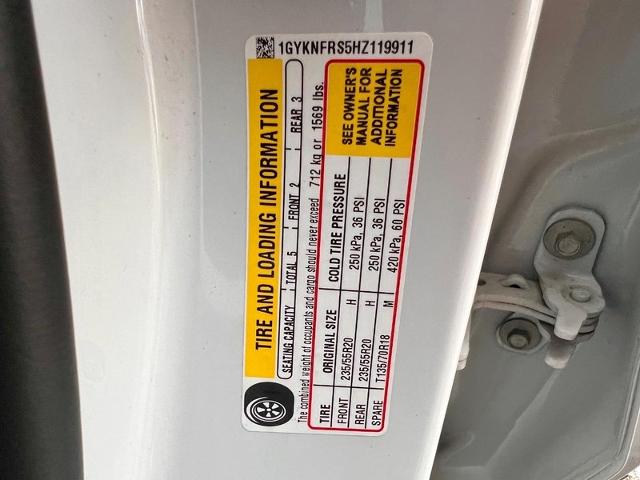 1GYKNFRS5HZ119911
TIRE AND LOADING INFORMATION
SEATING CAPACITY TOTAL 5 FRONT 2 REAR 3
The combined weight of occupants and cargo should never exceed 712 kg or 1569 lbs.
TIRE ORIGINAL SIZE COLD TIRE PRESSURE
FRONT 235/55R20 H 250 kPa, 36 PSI
REAR 235/55R20 H 250 kPa, 36 PSI
SPARE T135/70R18 M 420 kPa, 60 PSI
SEE OWNER'S
MANUAL FOR
ADDITIONAL
INFORMATION